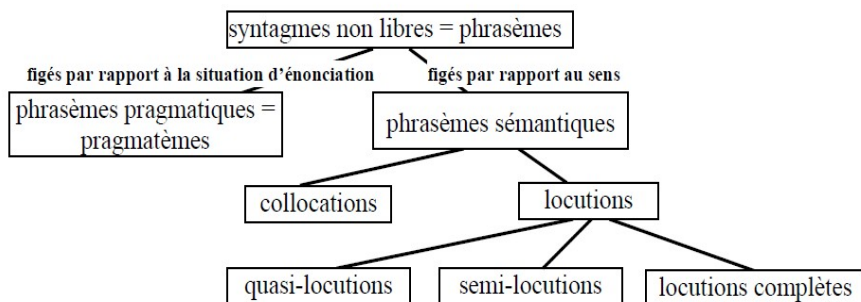 syntagmes non libres = phrasèmes
figés par rapport à la situation d'énonciation
figés par rapport au sens
phrasèmes pragmatiques =
pragmatèmes
phrasèmes sémantiques
collocations
locutions
quasi-locutions
semi-locutions
locutions complètes